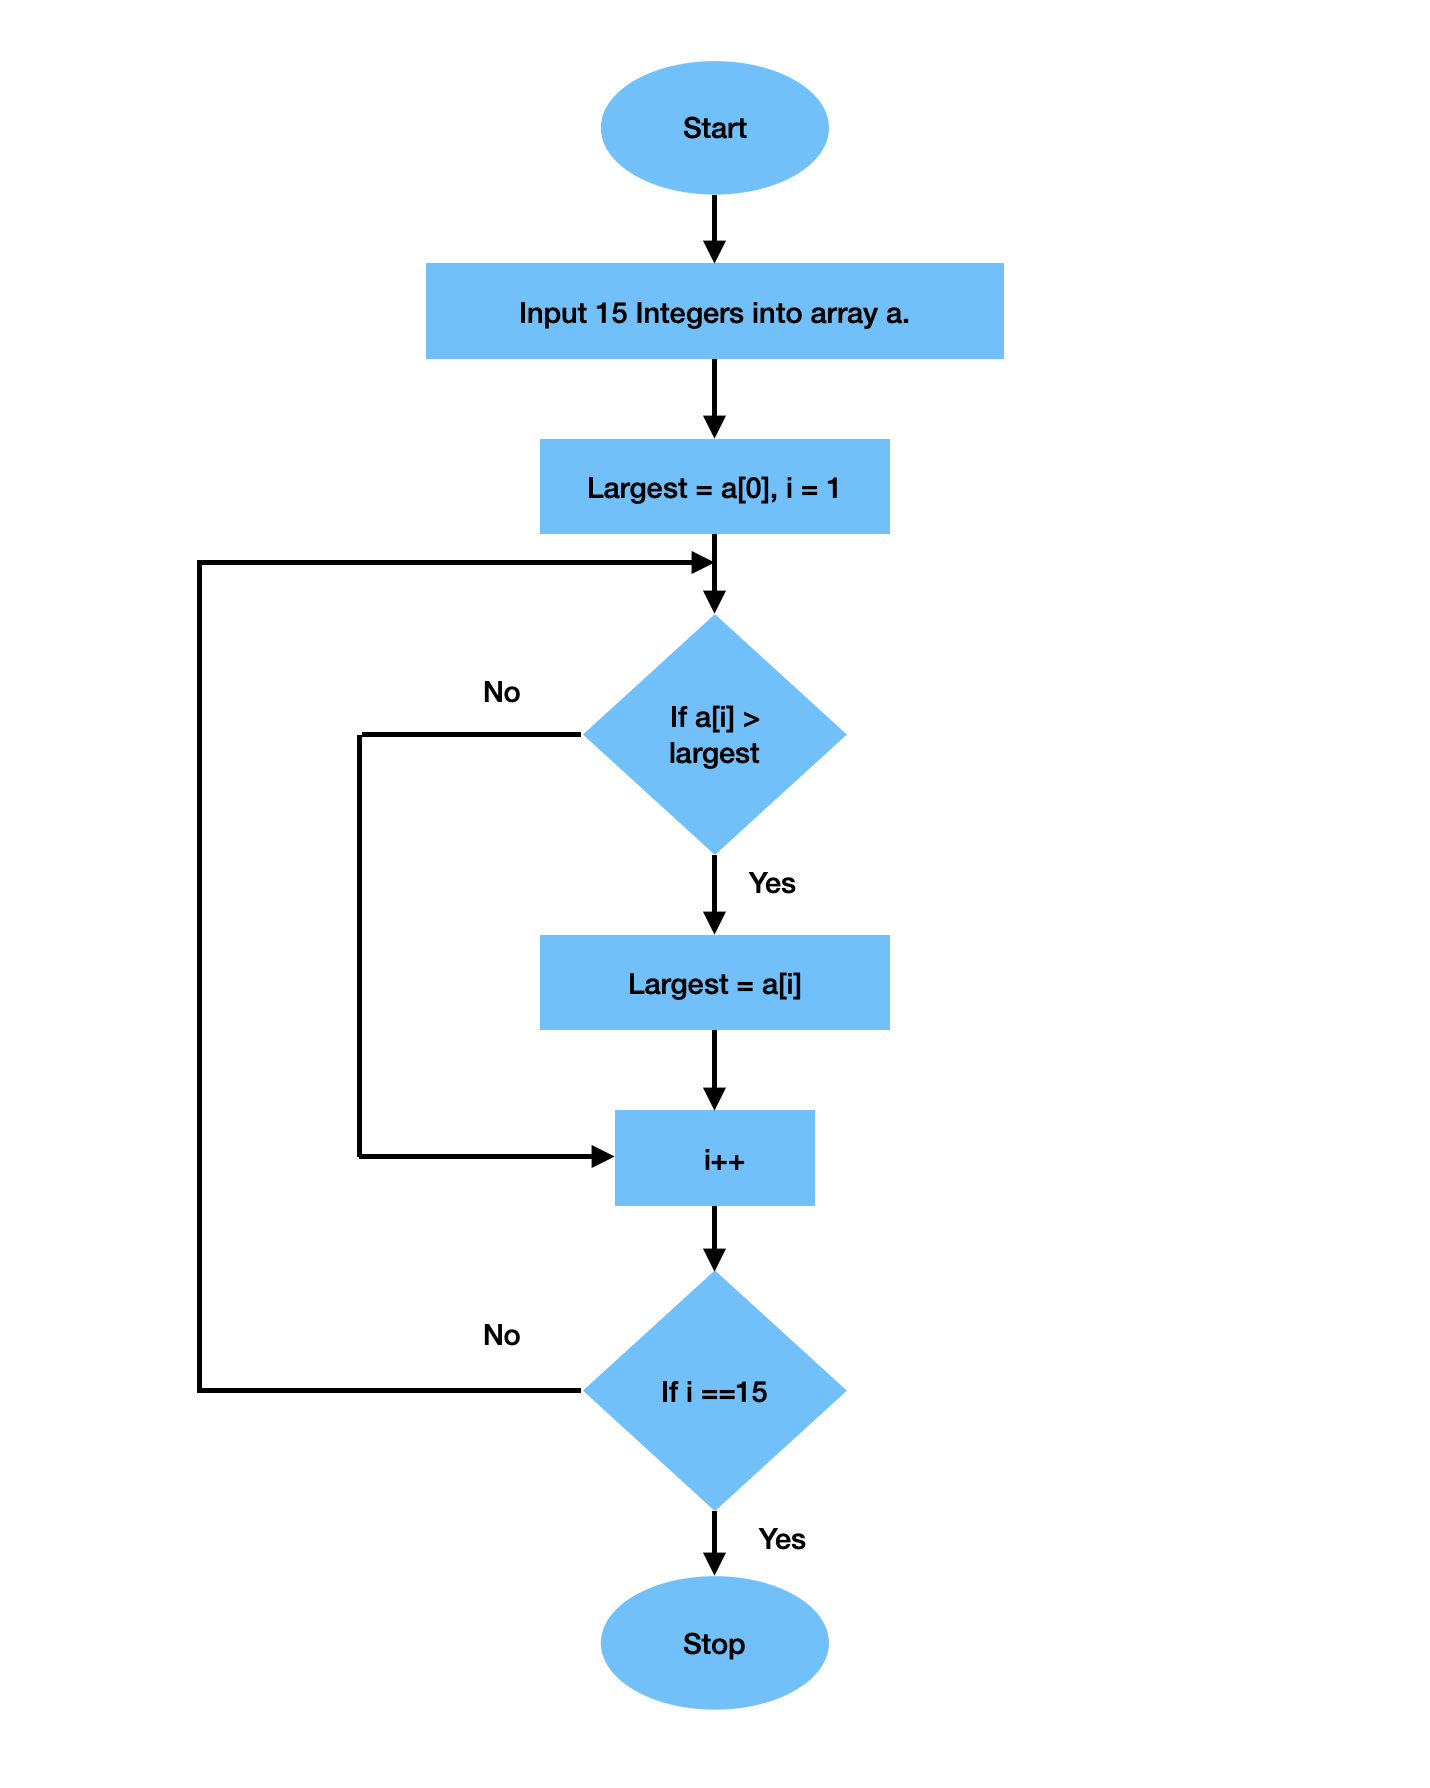 Start
Input 15 Integers into array a.
Largest = a[0], i = 1
No
If a[i] >
largest
Yes
Largest = a[i]
i++
No
If i ==15
Yes
Stop